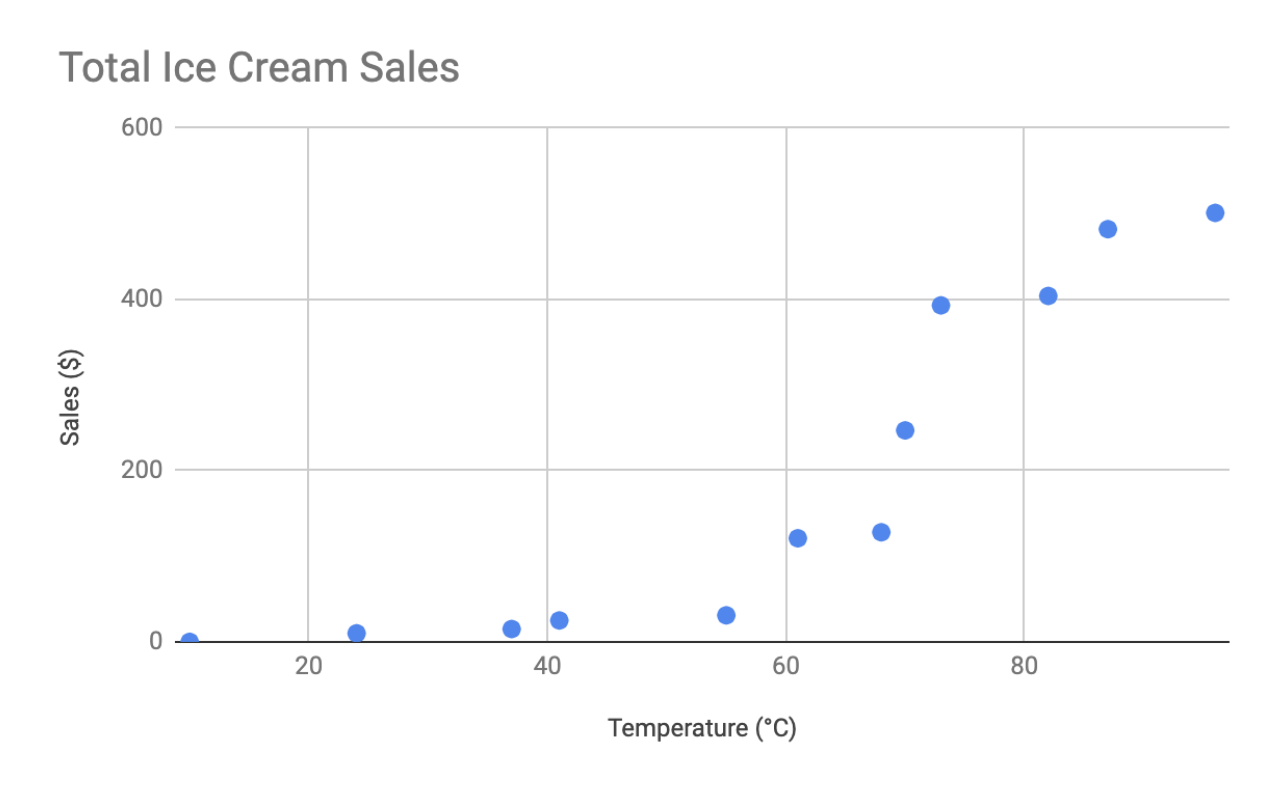 Total Ice Cream Sales
600
400
200
0
Sales ($)
20 40 60 80
Temperature (°C)